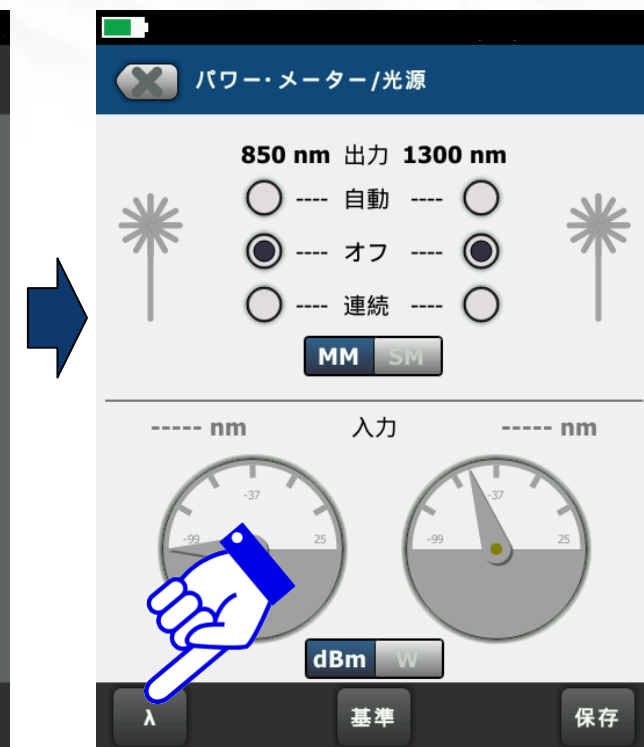 パワー・メーター/光源
850 nm 出力 1300 nm
---- 自動 ----
---- オフ ----
---- 連続 ----
MM SM
----- nm 入力 ----- nm
-37 -37
-99 25 -99 25
dBm W
λ 基準 保存